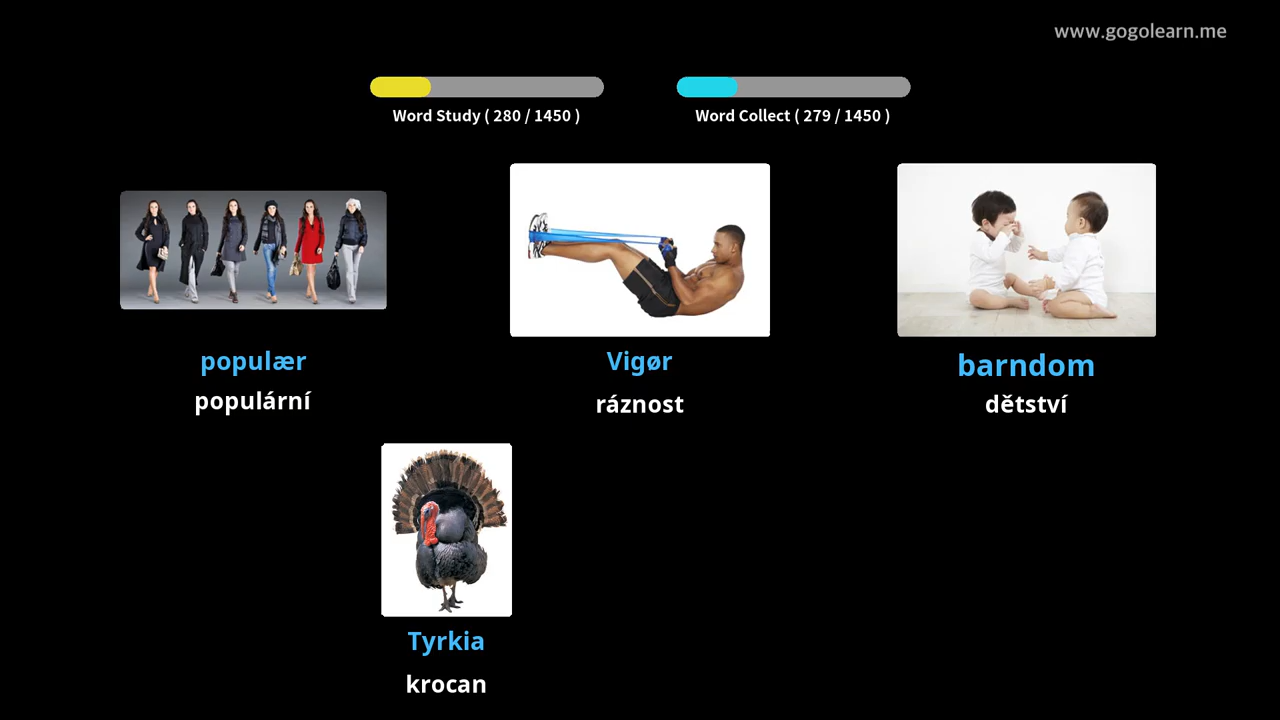 www.gogolearn.me
Word Study ( 280 / 1450 )
Word Collect ( 279 / 1450 )
populær
populární
Vigør
ráznost
barndom
dětství
Tyrkia
krocan